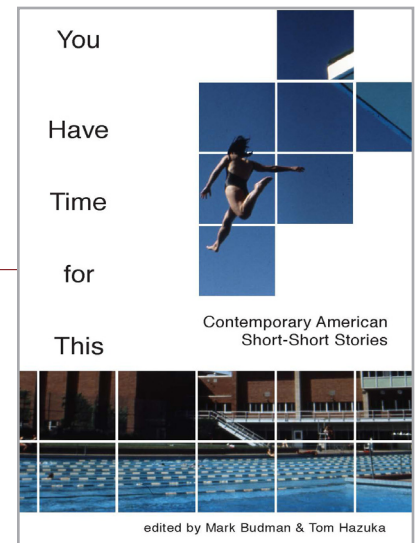 You
Have
Time
for
This
Contemporary American
Short-Short Stories
edited by Mark Budman & Tom Hazuka